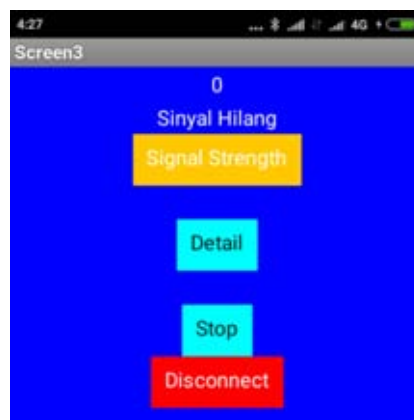 4:27
... 4G
Screen3
0
Sinyal Hilang
Signal Strength
Detail
Stop
Disconnect